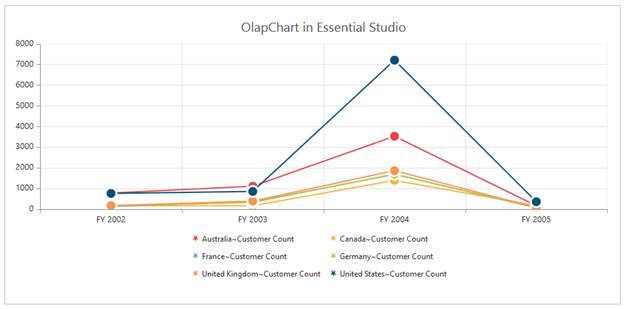 OlapChart in Essential Studio
8000
7000
6000
5000
4000
3000
2000
1000
0
FY 2002 FY 2003 FY 2004 FY 2005
Australia~Customer Count Canada~Customer Count
France~Customer Count Germany~Customer Count
United Kingdom~Customer Count United States~Customer Count